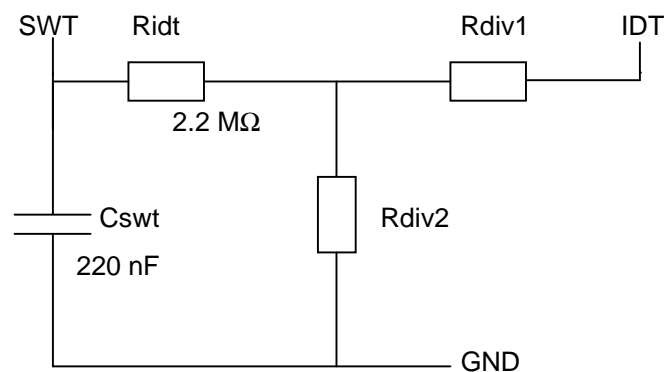 SWT
Ridt
Rdiv1
IDT
2.2 MΩ
Cswt
Rdiv2
220 nF
GND